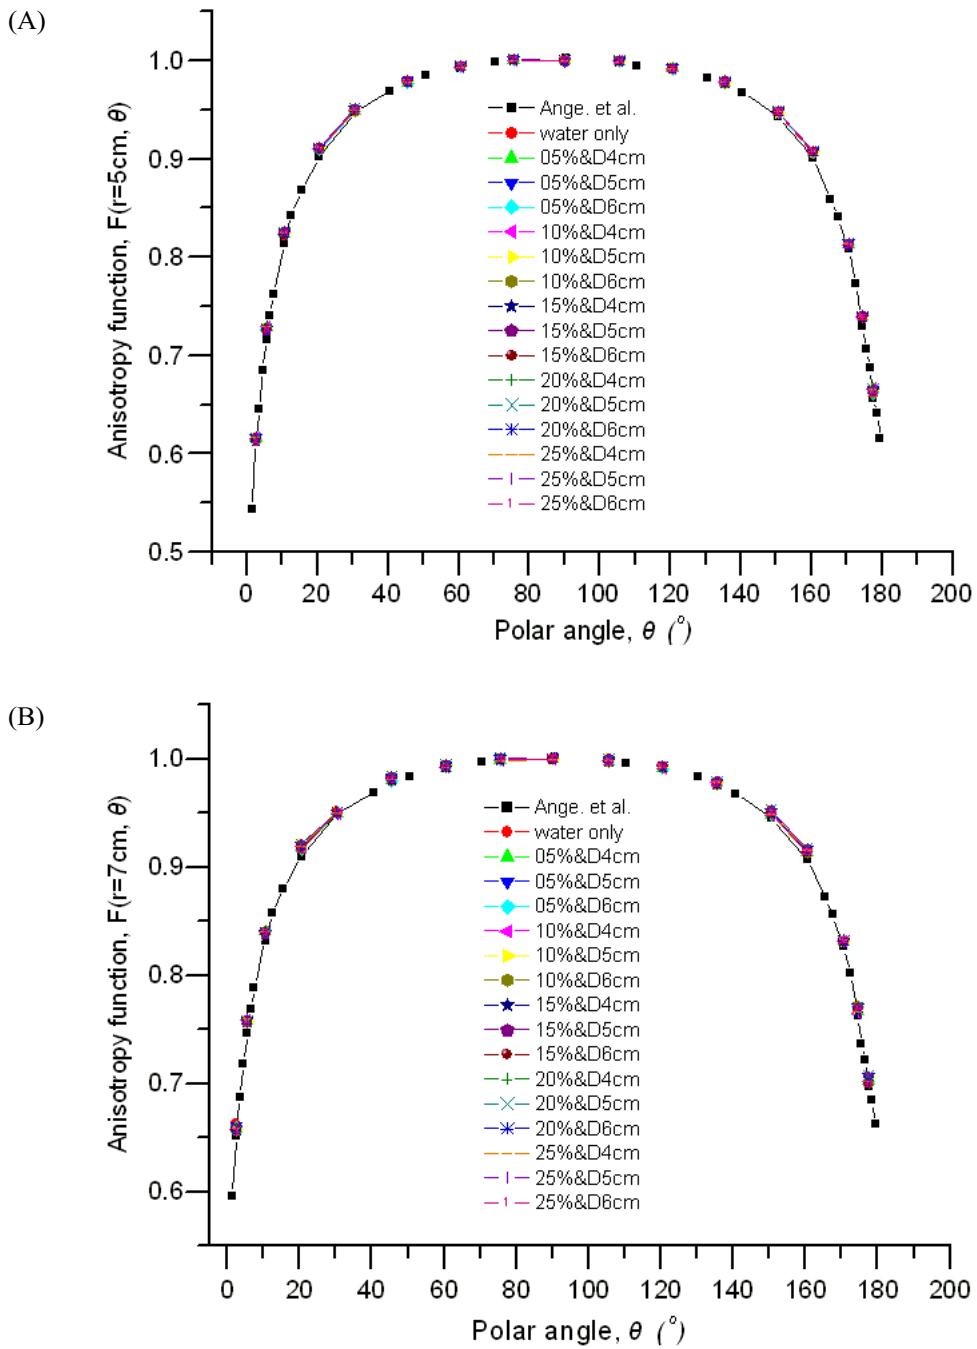 (A)
Anisotropy function, F(r=5cm, θ)
1.0
0.9
0.8
0.7
0.6
0.5
Ange. et al.
water only
05%&D4cm
05%&D5cm
05%&D6cm
10%&D4cm
10%&D5cm
10%&D6cm
15%&D4cm
15%&D5cm
15%&D6cm
20%&D4cm
20%&D5cm
20%&D6cm
25%&D4cm
25%&D5cm
25%&D6cm
0 20 40 60 80 100 120 140 160 180 200
Polar angle, θ (°)
(B)
Anisotropy function, F(r=7cm, θ)
1.0
0.9
0.8
0.7
0.6
Ange. et al.
water only
05%&D4cm
05%&D5cm
05%&D6cm
10%&D4cm
10%&D5cm
10%&D6cm
15%&D4cm
15%&D5cm
15%&D6cm
20%&D4cm
20%&D5cm
20%&D6cm
25%&D4cm
25%&D5cm
25%&D6cm
0 20 40 60 80 100 120 140 160 180 200
Polar angle, θ (°)